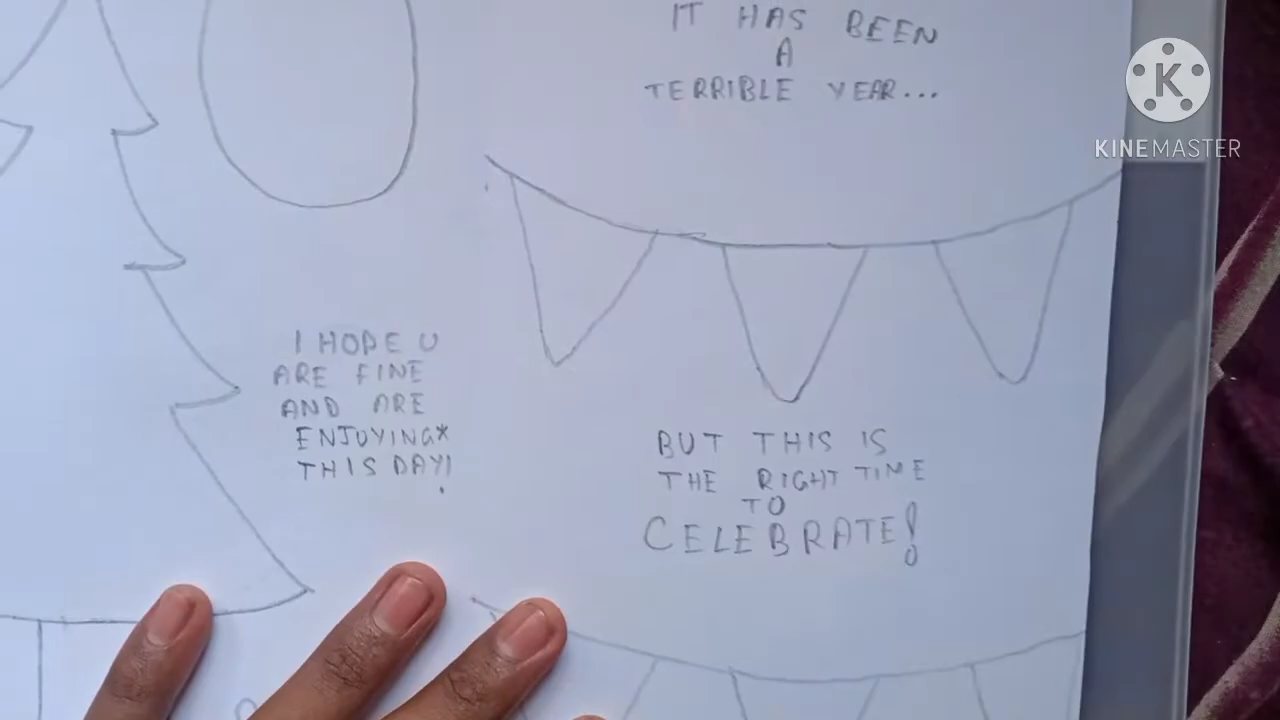 IT HAS BEEN
A
TERRIBLE YEAR...
I HOPE U
ARE FINE
AND ARE
ENJOYING*
THIS DAY!
BUT THIS IS
THE RIGHT TIME
TO
CELEBRATE!
K
KINEMASTER